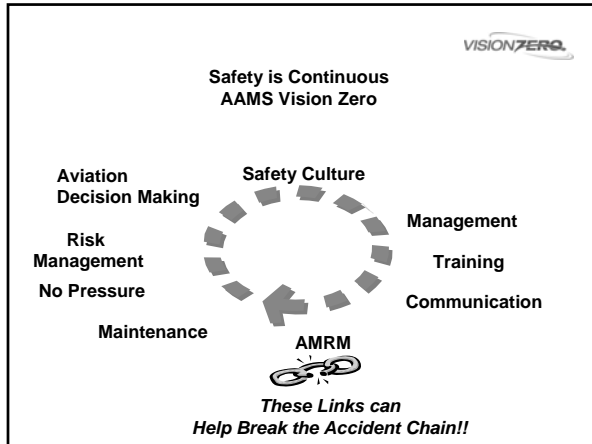 VISIONZERO.
Safety is Continuous
AAMS Vision Zero
Safety Culture
Aviation
Decision Making
Management
Risk
Management
Training
No Pressure
Communication
Maintenance
AMRM
These Links can
Help Break the Accident Chain!!